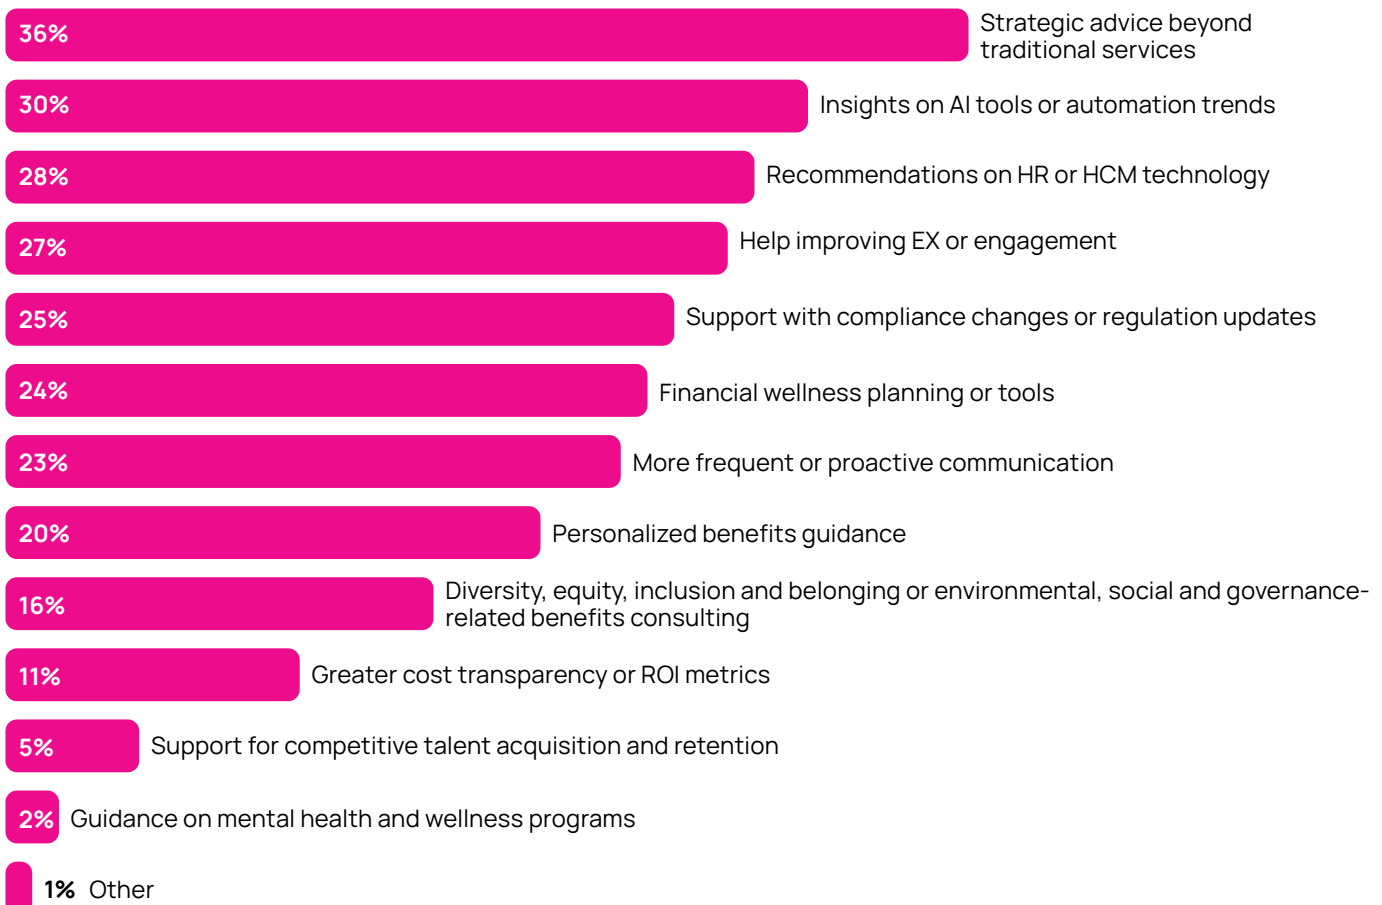 36%
Strategic advice beyond
traditional services
30%
Insights on AI tools or automation trends
28%
Recommendations on HR or HCM technology
27%
Help improving EX or engagement
25%
Support with compliance changes or regulation updates
24%
Financial wellness planning or tools
23%
More frequent or proactive communication
20%
Personalized benefits guidance
16%
Diversity, equity, inclusion and belonging or environmental, social and governance-
related benefits consulting
11%
Greater cost transparency or ROI metrics
5%
Support for competitive talent acquisition and retention
2%
Guidance on mental health and wellness programs
1% Other